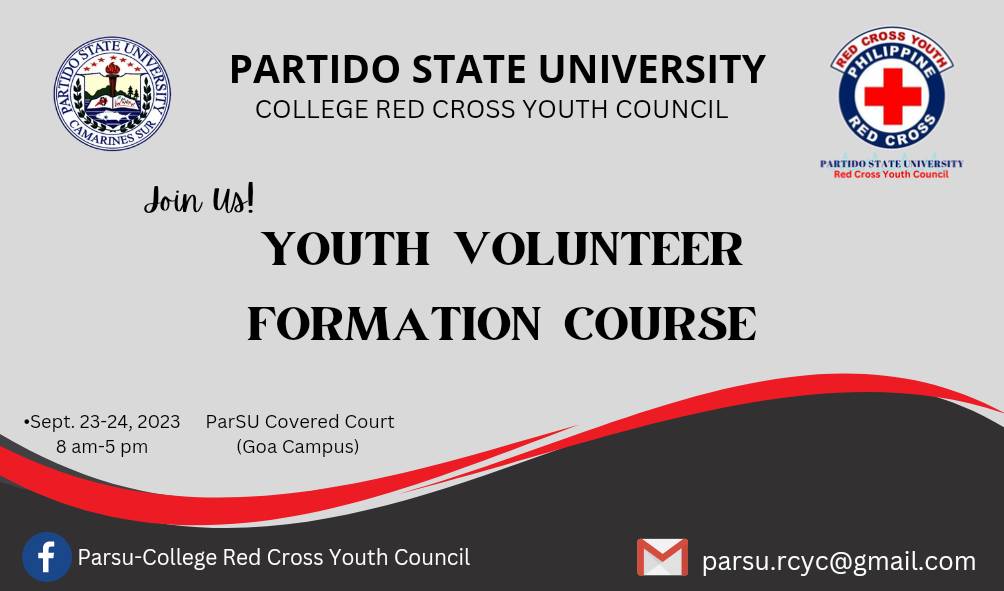 PARTIDO STATE UNIVERSITY
CAMARINES SUR
PARTIDO STATE UNIVERSITY
COLLEGE RED CROSS YOUTH COUNCIL
RED CROSS YOUTH
PHILIPPINE
RED CROSS
PARTIDO STATE UNIVERSITY
Red Cross Youth Council
Join Us!
YOUTH VOLUNTEER
FORMATION COURSE
•Sept. 23-24, 2023
8 am-5 pm
ParSU Covered Court
(Goa Campus)
Parsu-College Red Cross Youth Council
parsu.rcyc@gmail.com